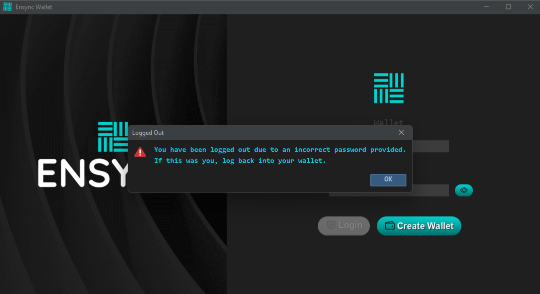 Ensync Wallet
Wallet
ENSY
Logged Out
You have been logged out due to an incorrect password provided.
If this was you, log back into your wallet.
OK
Login
Create Wallet